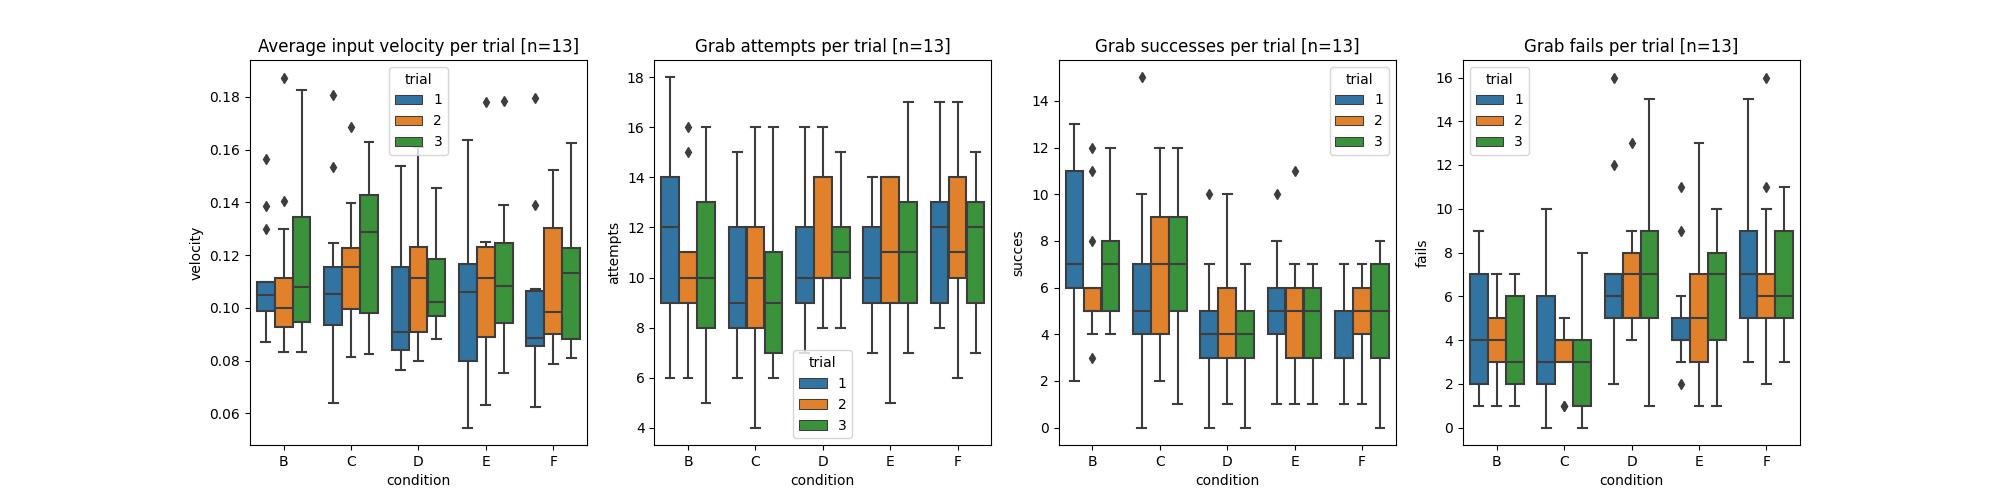 Average input velocity per trial [n=13]
velocity
0.18
0.16
0.14
0.12
0.10
0.08
0.06
trial
1
2
3
B C D E F
condition
Grab attempts per trial [n=13]
attempts
18
16
14
12
10
8
6
4
trial
1
2
3
B C D E F
condition
Grab successes per trial [n=13]
succes
14
12
10
8
6
4
2
0
trial
1
2
3
B C D E F
condition
Grab fails per trial [n=13]
fails
16
14
12
10
8
6
4
2
0
trial
1
2
3
B C D E F
condition